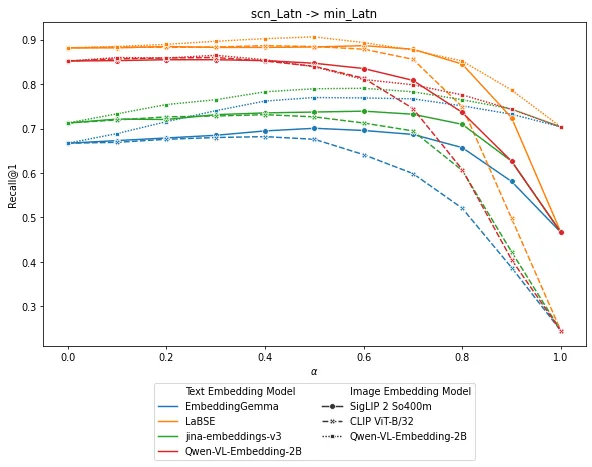 scn_Latn -> min_Latn
Recall@1
0.9
0.8
0.7
0.6
0.5
0.4
0.3
0.0
0.2
0.4
0.6
0.8
1.0
α
Text Embedding Model
EmbeddingGemma
LaBSE
jina-embeddings-v3
Qwen-VL-Embedding-2B
Image Embedding Model
SigLIP 2 So400m
CLIP ViT-B/32
Qwen-VL-Embedding-2B